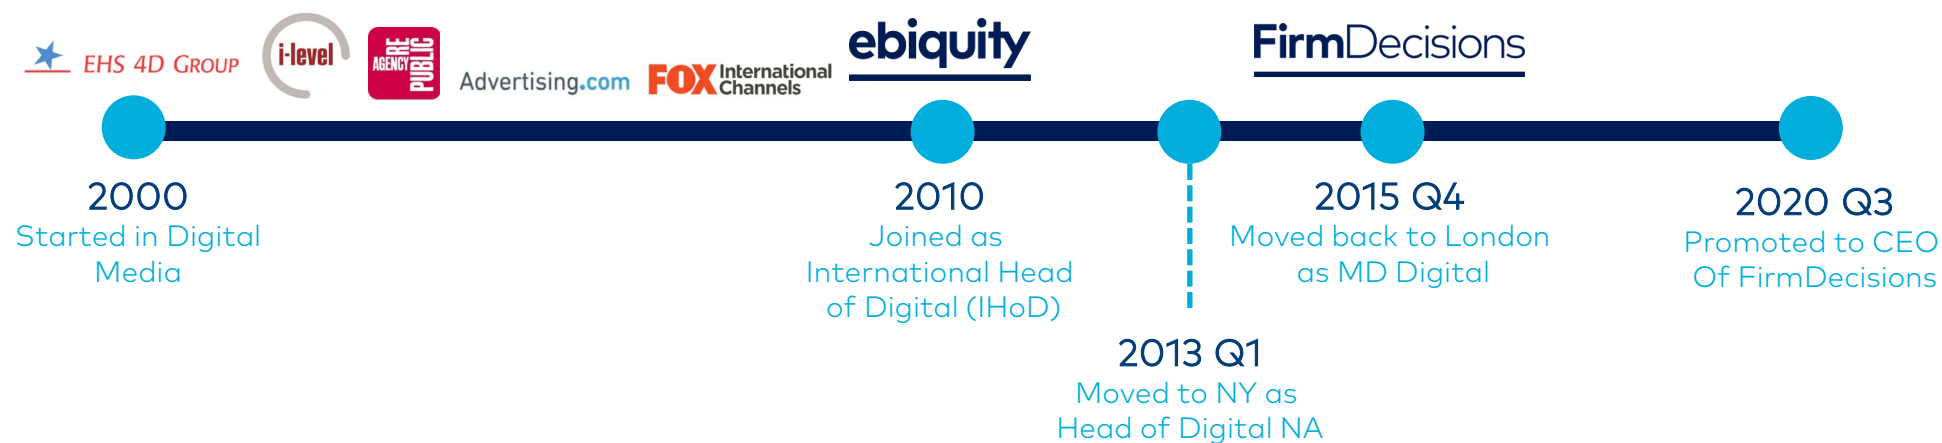 EHS 4D GROUP
i-level
AGENCY
RE
PUBLIC
Advertising.com
FOX International
Channels
ebiquity
FirmDecisions
2000
Started in Digital
Media
2010
Joined as
International Head
of Digital (IHoD)
2013 Q1
Moved to NY as
Head of Digital NA
2015 Q4
Moved back to London
as MD Digital
2020 Q3
Promoted to CEO
Of FirmDecisions